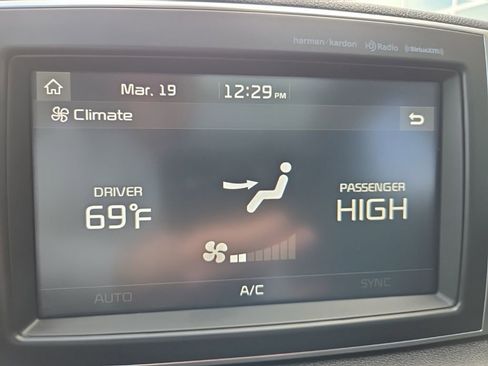 harman/kardon HD Radio ((SiriusXM))
Mar. 19 12:29 PM
Climate
DRIVER
69°F
PASSENGER
HIGH
AUTO
A/C
SYNC